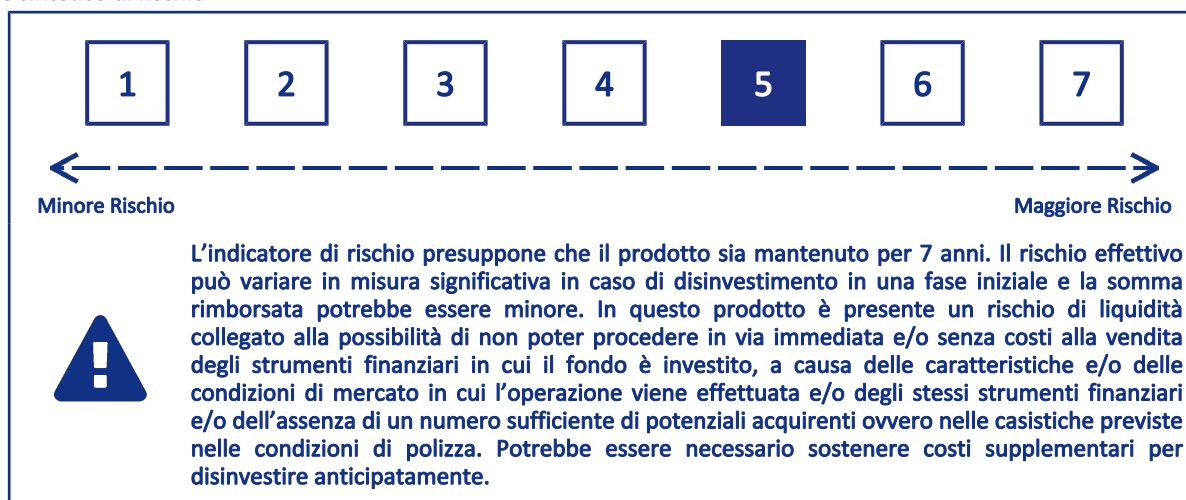 1 2 3 4 5 6 7
Minore Rischio Maggiore Rischio
L'indicatore di rischio presuppone che il prodotto sia mantenuto per 7 anni. Il rischio effettivo
può variare in misura significativa in caso di disinvestimento in una fase iniziale e la somma
rimborsata potrebbe essere minore. In questo prodotto è presente un rischio di liquidità
collegato alla possibilità di non poter procedere in via immediata e/o senza costi alla vendita
degli strumenti finanziari in cui il fondo è investito, a causa delle caratteristiche e/o delle
condizioni di mercato in cui l'operazione viene effettuata e/o degli stessi strumenti finanziari
e/o dell'assenza di un numero sufficiente di potenziali acquirenti ovvero nelle casistiche previste
nelle condizioni di polizza. Potrebbe essere necessario sostenere costi supplementari per
disinvestire anticipatamente.